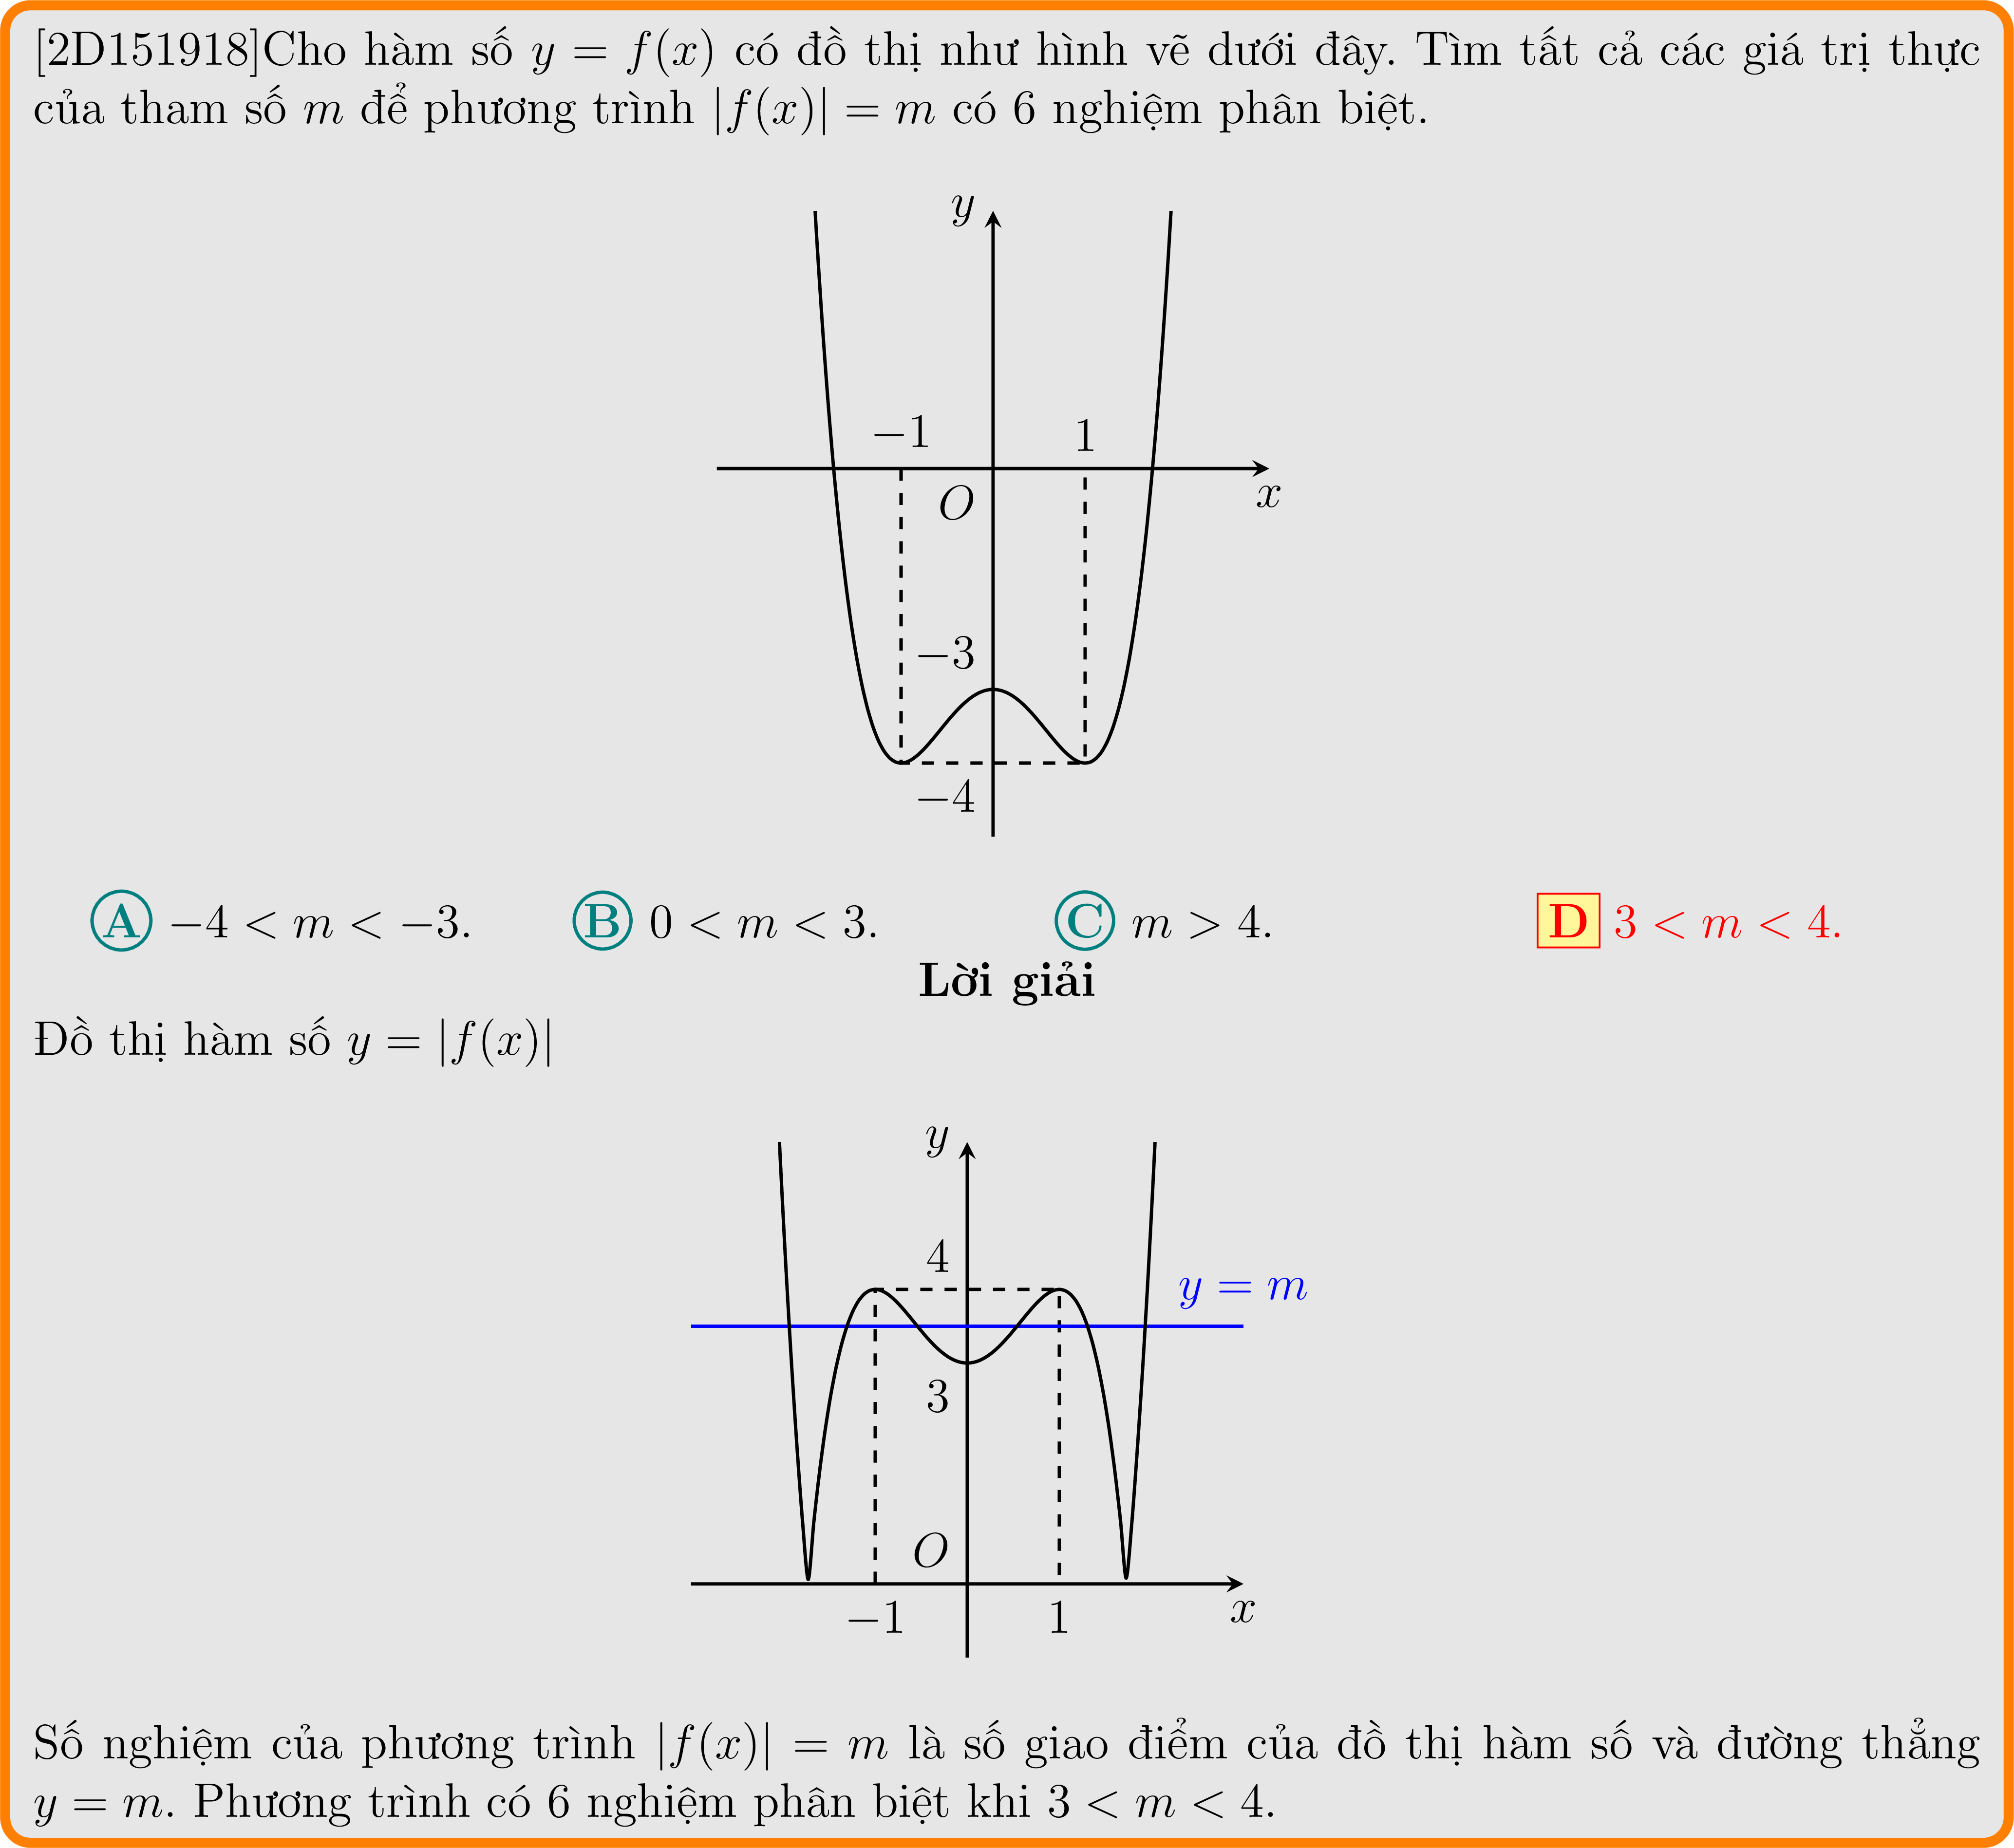 [2D151918]Cho hàm số y = f(x) có đồ thị như hình vẽ dưới đây. Tìm tất cả các giá trị thực
của tham số m để phương trình |f(x)| = m có 6 nghiệm phân biệt.
y
−1
1
O
x
−3
−4
A −4 < m < −3.
B 0 < m < 3.
C m > 4.
D 3 < m < 4.
Lời giải
Đồ thị hàm số y = |f(x)|
y
4
y = m
3
O
−1
1
x
Số nghiệm của phương trình |f(x)| = m là số giao điểm của đồ thị hàm số và đường thẳng
y = m. Phương trình có 6 nghiệm phân biệt khi 3 < m < 4.